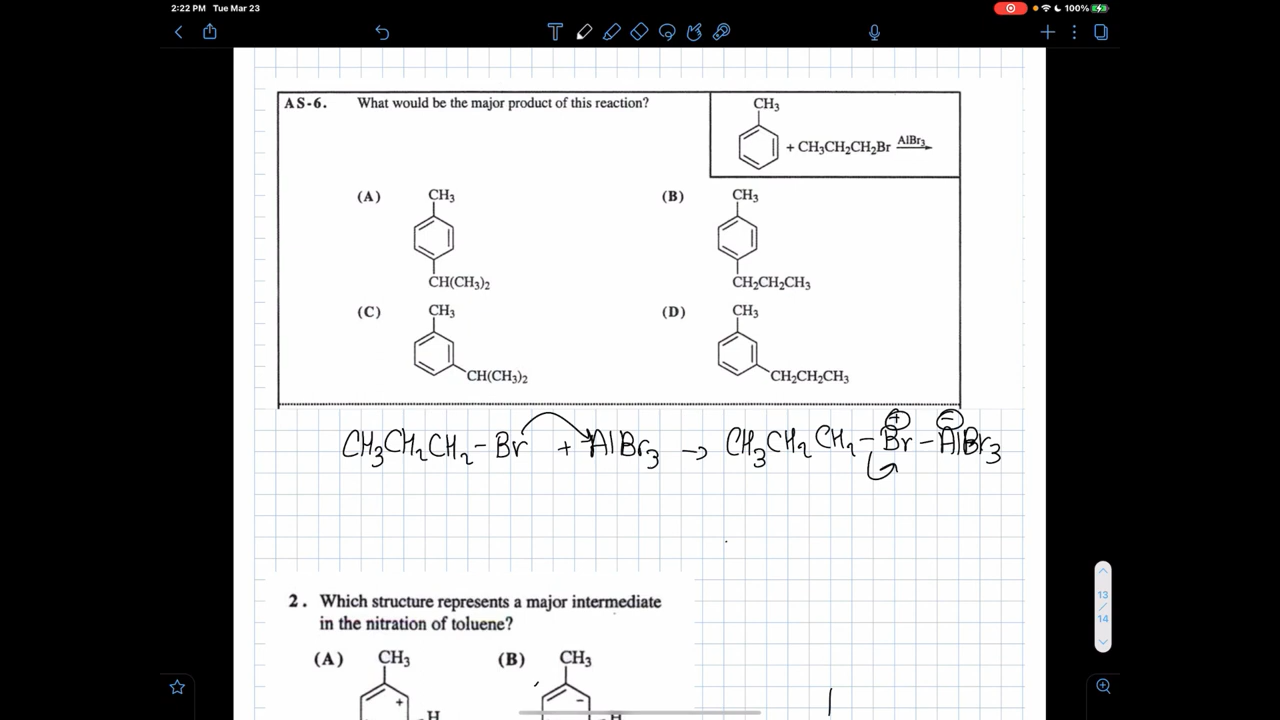 2:22 PM Tue Mar 23
100%
AS-6. What would be the major product of this reaction?
CH3
+ CH3CH2CH2Br AlBr3
(A) CH3
CH(CH3)2
(B) CH3
CH2CH2CH3
(C) CH3
CH(CH3)2
(D) CH3
CH2CH2CH3
CH3CH2CH2-Br + AlBr3 → CH3CH2CH2-Br-AlBr3
+ −
2. Which structure represents a major intermediate
in the nitration of toluene?
(A) CH3
+
H
(B) CH3
−
H
13
/
14